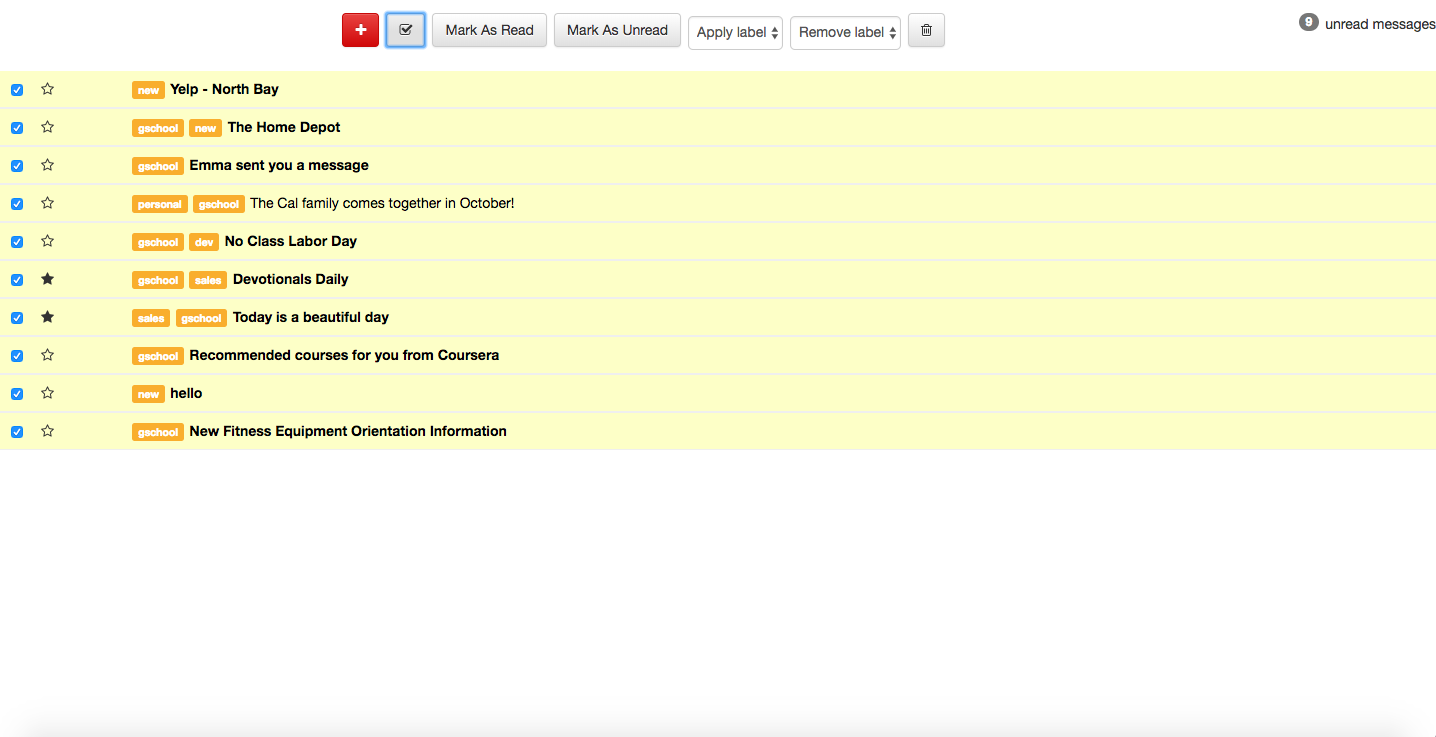 + Mark As Read Mark As Unread Apply label Remove label 9 unread messages
new Yelp - North Bay
gschool new The Home Depot
gschool Emma sent you a message
personal gschool The Cal family comes together in October!
gschool dev No Class Labor Day
gschool sales Devotionals Daily
sales gschool Today is a beautiful day
gschool Recommended courses for you from Coursera
new hello
gschool New Fitness Equipment Orientation Information